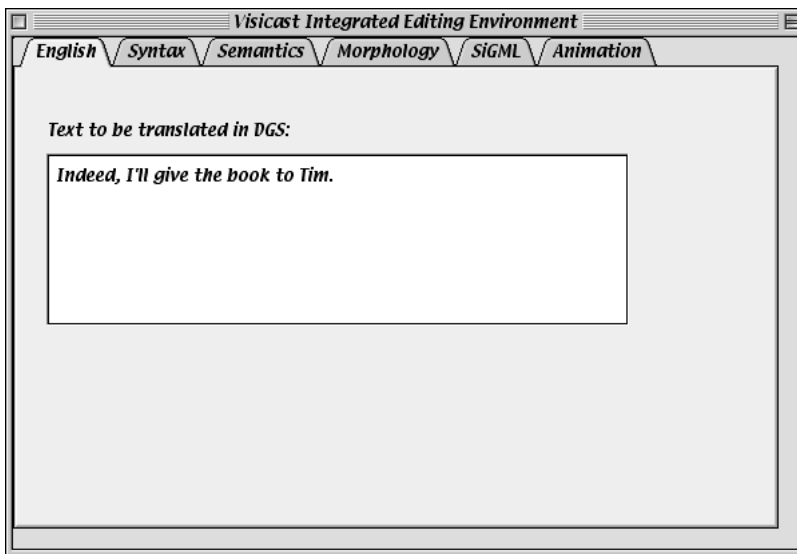 Visicast Integrated Editing Environment
English Syntax Semantics Morphology SiGML Animation
Text to be translated in DGS:
Indeed, I'll give the book to Tim.